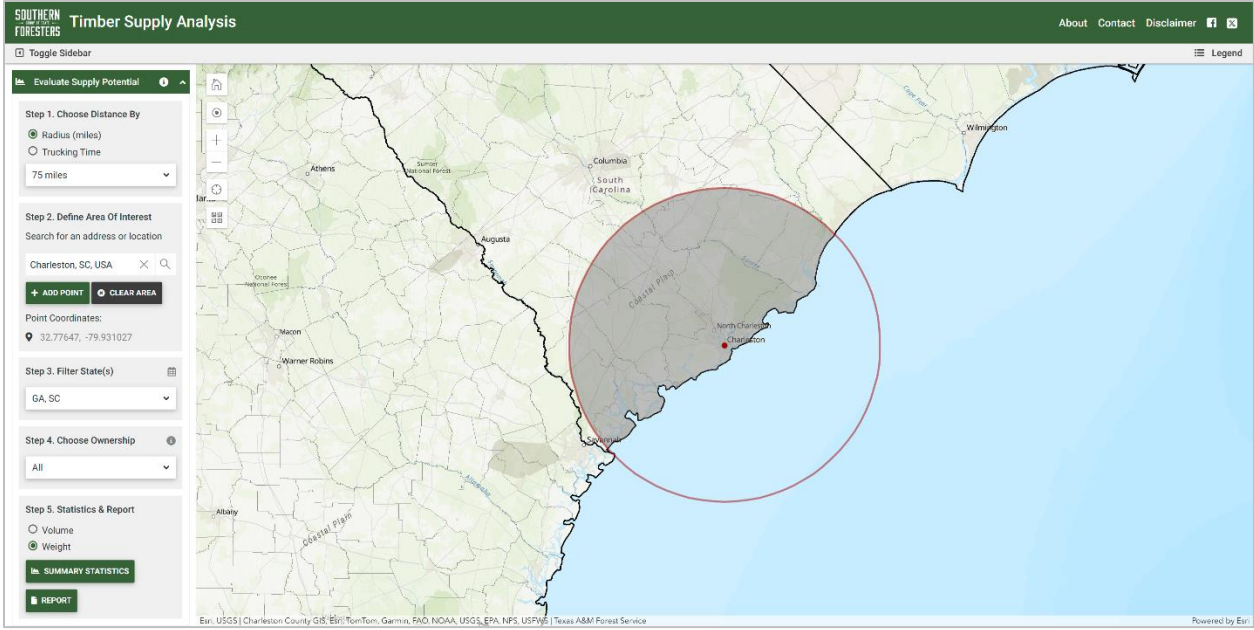 SOUTHERN
FORESTERS
Timber Supply Analysis
About Contact Disclaimer
Toggle Sidebar
Legend
Evaluate Supply Potential
Step 1. Choose Distance By
Radius (miles)
Trucking Time
75 miles
Step 2. Define Area Of Interest
Search for an address or location
Charleston, SC, USA
+ ADD POINT
CLEAR AREA
Point Coordinates:
32.77647, -79.931027
Step 3. Filter State(s)
GA, SC
Step 4. Choose Ownership
All
Step 5. Statistics & Report
Volume
Weight
SUMMARY STATISTICS
REPORT
Cape Fear
Wilmington
Columbia
South
Carolina
Athens
Sumter
National Forest
Augusta
Oconee
National Forest
Coastal Plain
North Charleston
Charleston
Macon
Warner Robins
Savannah
Altamaha
Albany
Coastal Plain
Esri, USGS | Charleston County GIS, Esri, TomTom, Garmin, FAO, NOAA, USGS, EPA, NPS, USFWS | Texas A&M Forest Service
Powered by Esri